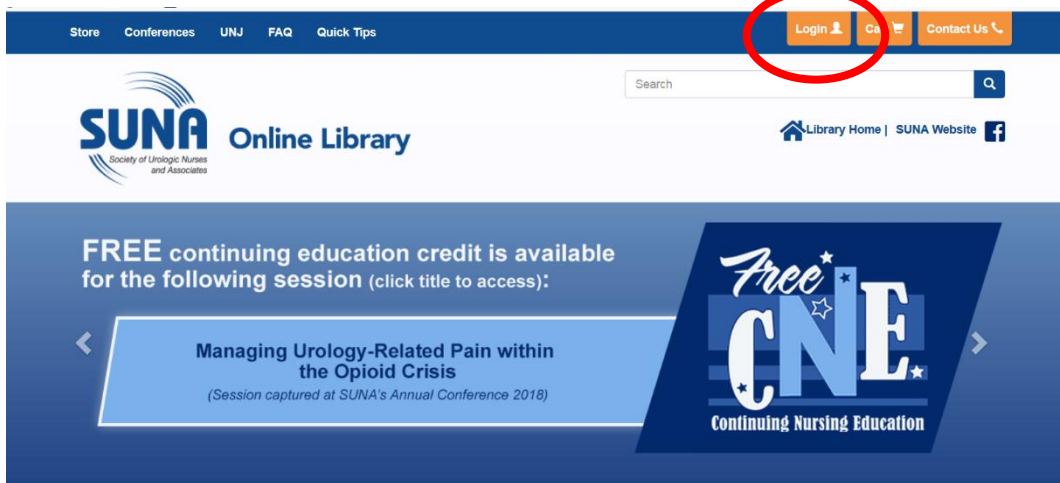 Store Conferences UNJ FAQ Quick Tips Login Contact Us
Search
SUNA
Society of Urologic Nurses
and Associates
Online Library
Library Home | SUNA Website
FREE continuing education credit is available
for the following session (click title to access):
Managing Urology-Related Pain within
the Opioid Crisis
(Session captured at SUNA's Annual Conference 2018)
Free
CNE
Continuing Nursing Education